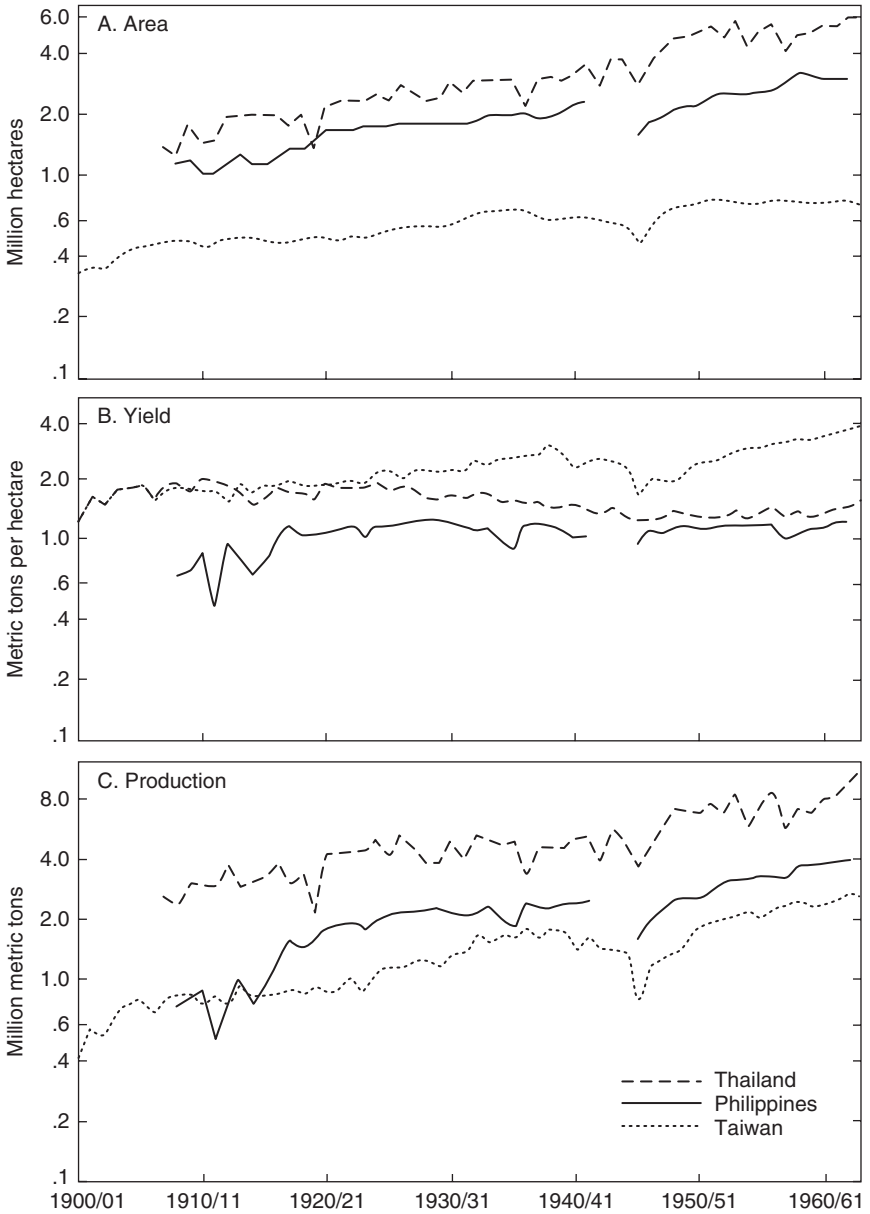 A. Area
Million hectares
6.0
4.0
2.0
1.0
.6
.4
.2
.1
B. Yield
Metric tons per hectare
4.0
2.0
1.0
.6
.4
.2
.1
C. Production
Million metric tons
8.0
4.0
2.0
1.0
.6
.4
.2
.1
Thailand
Philippines
Taiwan
1900/01 1910/11 1920/21 1930/31 1940/41 1950/51 1960/61